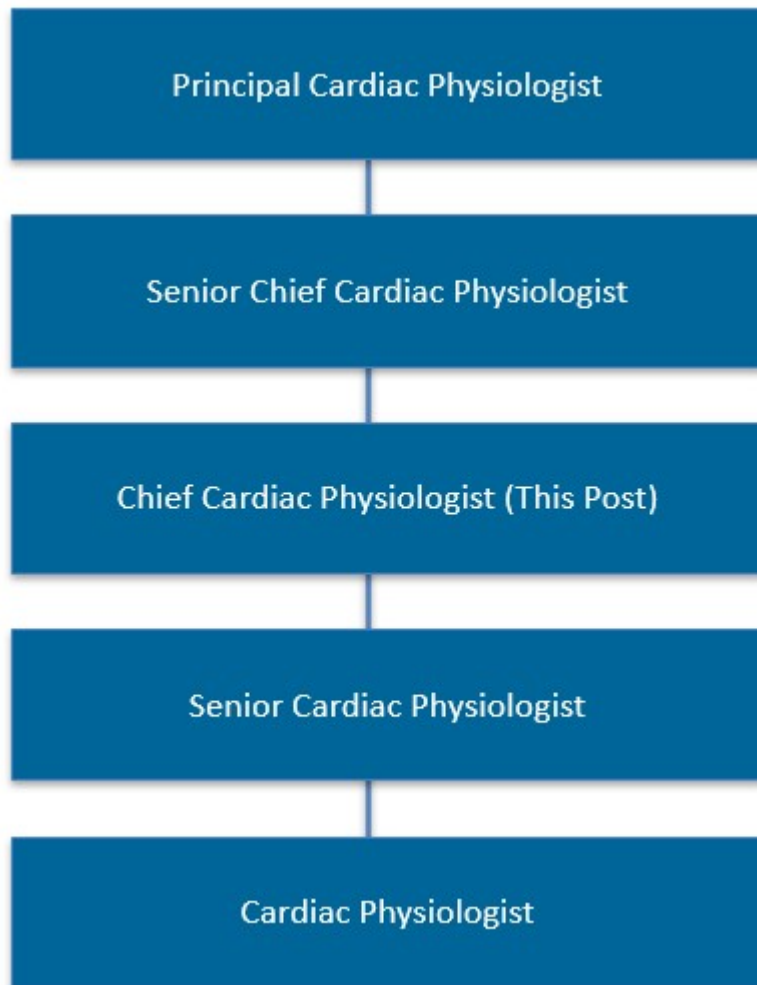 Principal Cardiac Physiologist
Senior Chief Cardiac Physiologist
Chief Cardiac Physiologist (This Post)
Senior Cardiac Physiologist
Cardiac Physiologist